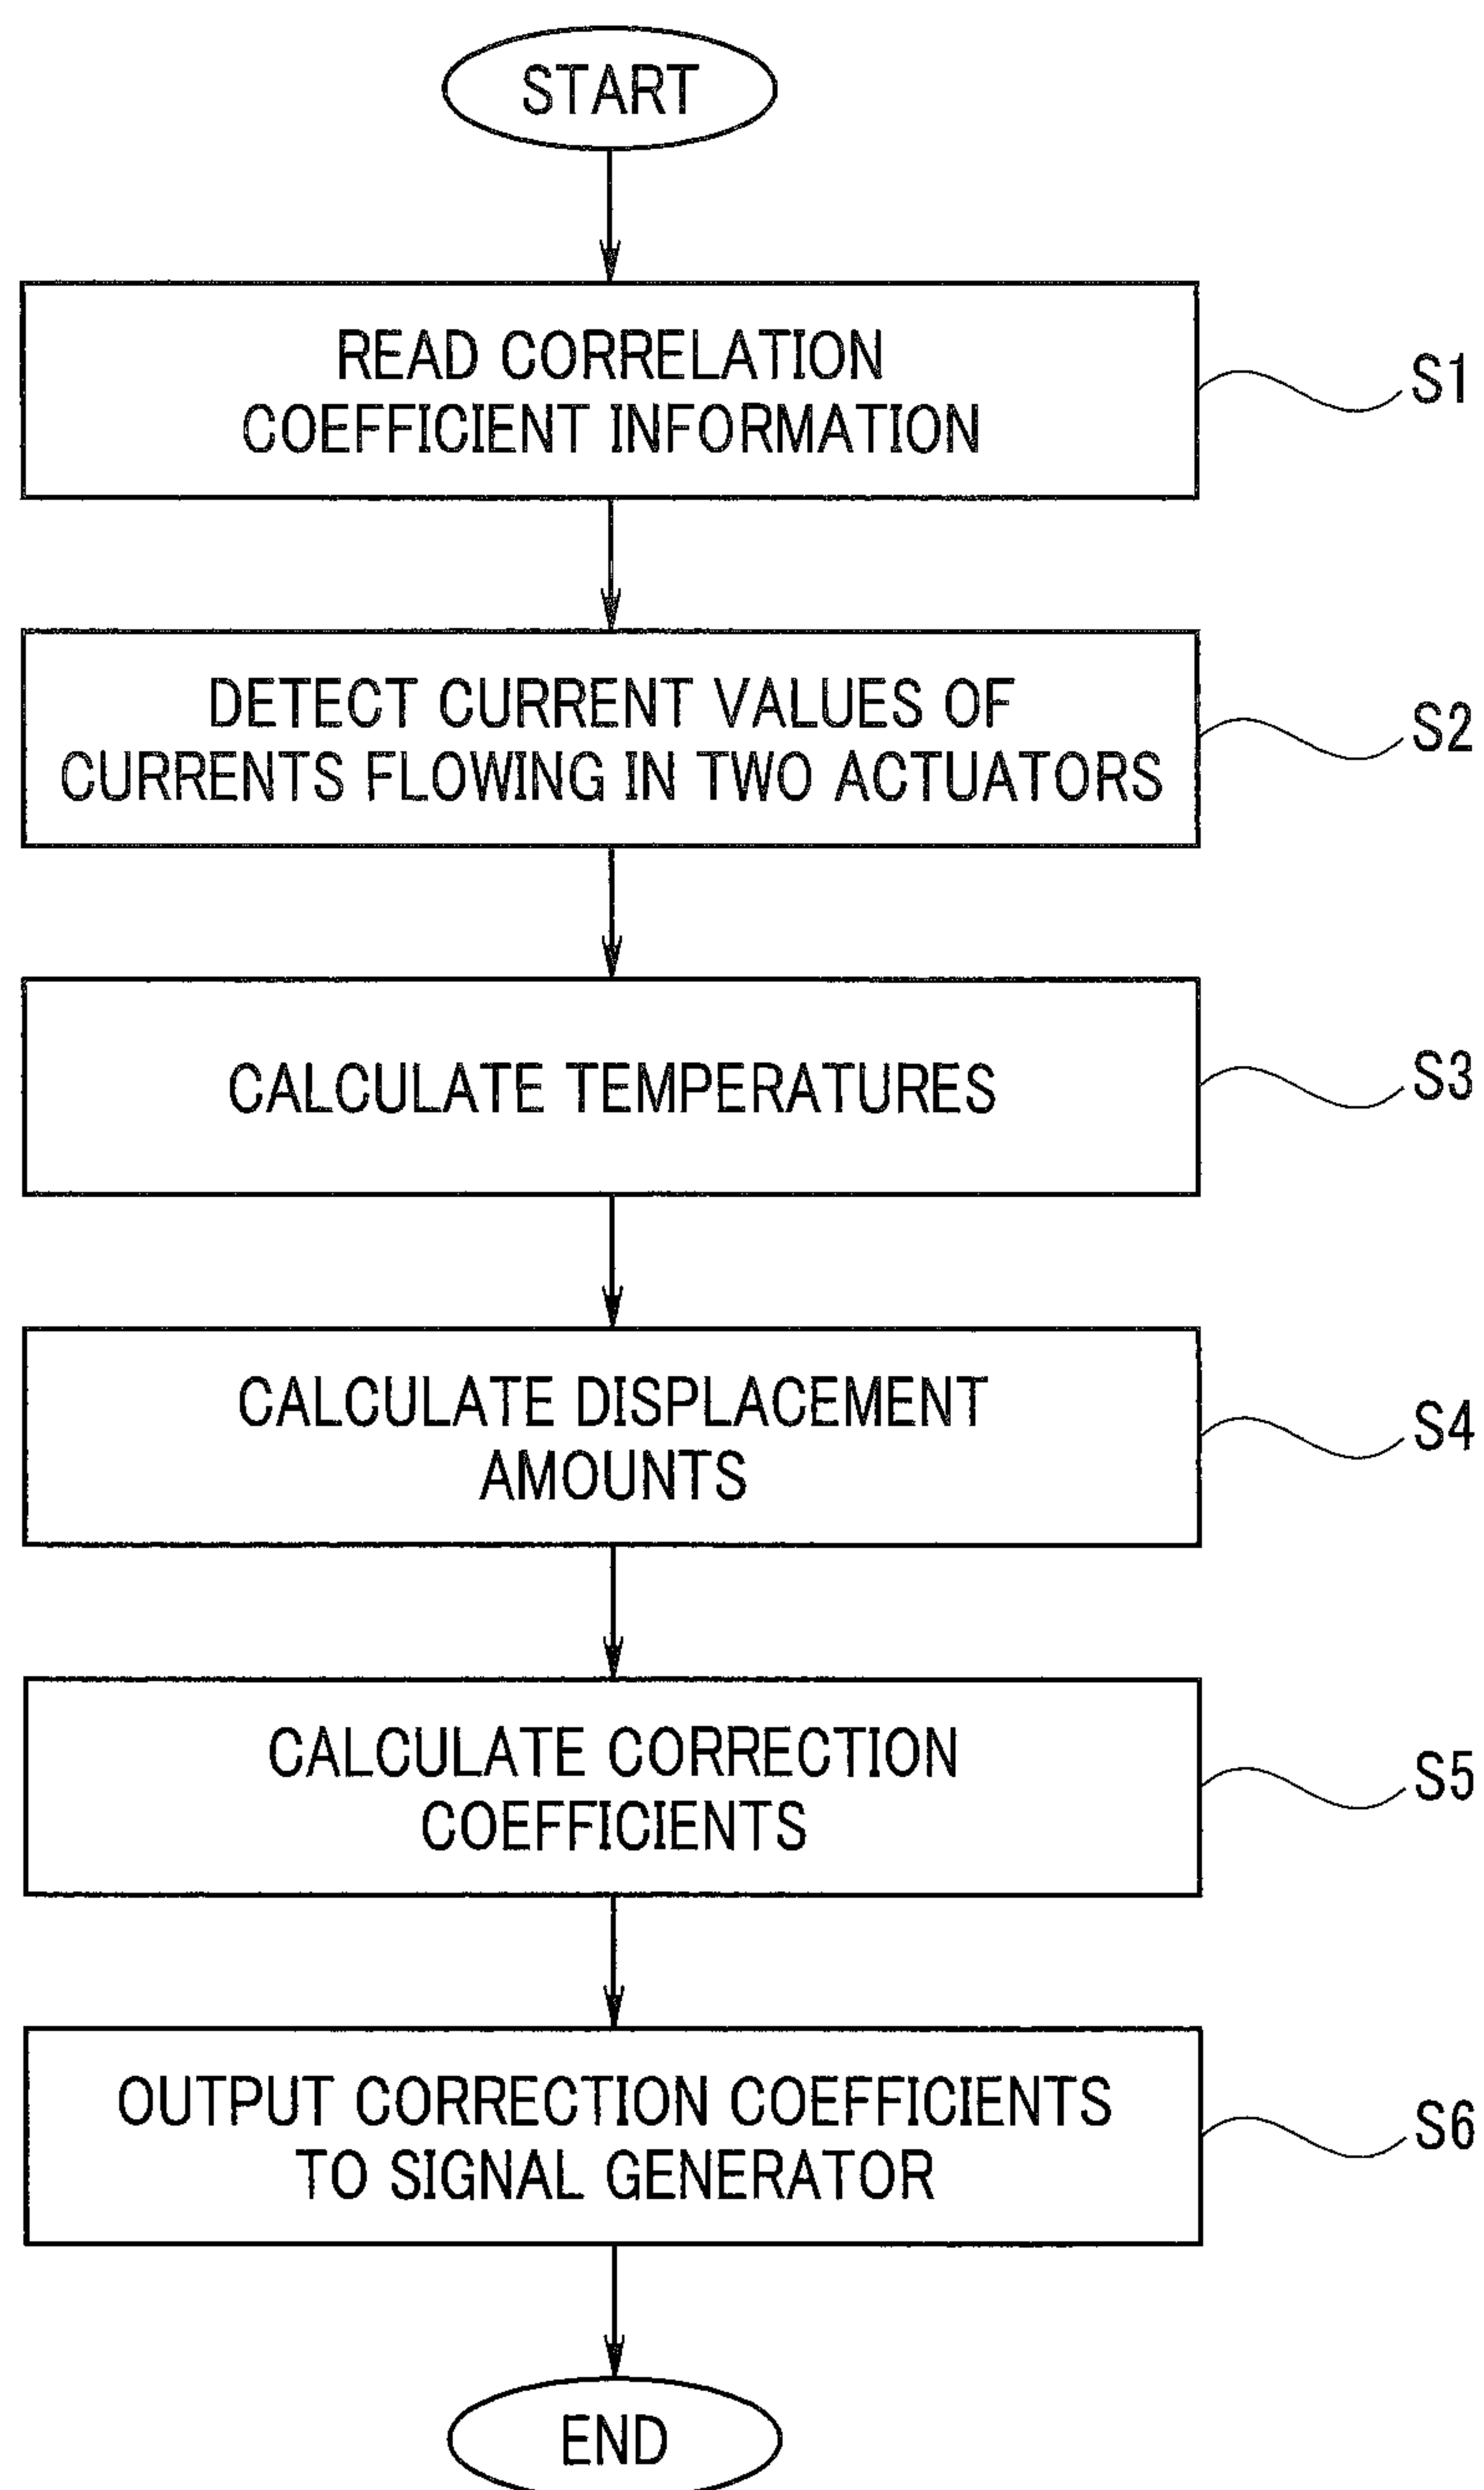 START
READ CORRELATION
COEFFICIENT INFORMATION
S1
DETECT CURRENT VALUES OF
CURRENTS FLOWING IN TWO ACTUATORS
S2
CALCULATE TEMPERATURES
S3
CALCULATE DISPLACEMENT
AMOUNTS
S4
CALCULATE CORRECTION
COEFFICIENTS
S5
OUTPUT CORRECTION COEFFICIENTS
TO SIGNAL GENERATOR
S6
END